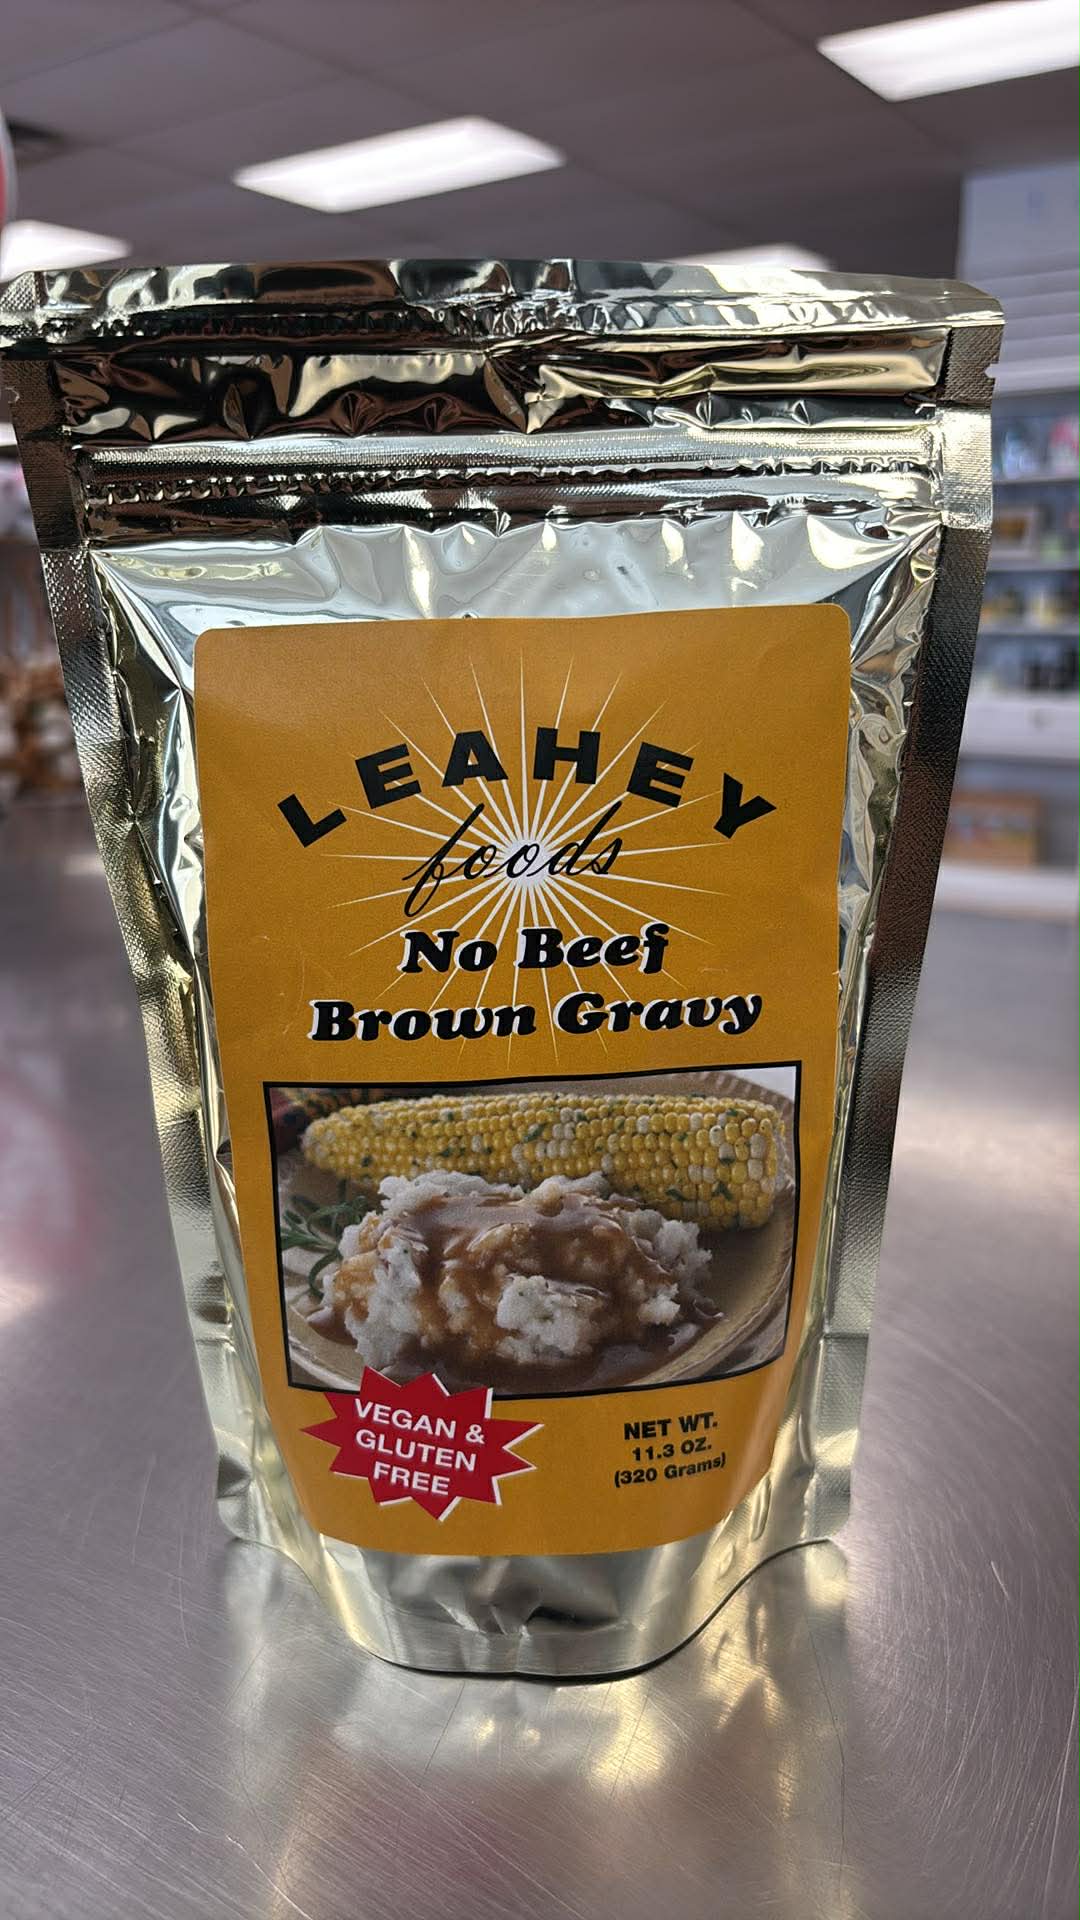 LEAHEY
foods
No Beef
Brown Gravy
VEGAN &
GLUTEN
FREE
NET WT.
11.3 OZ.
(320 Grams)